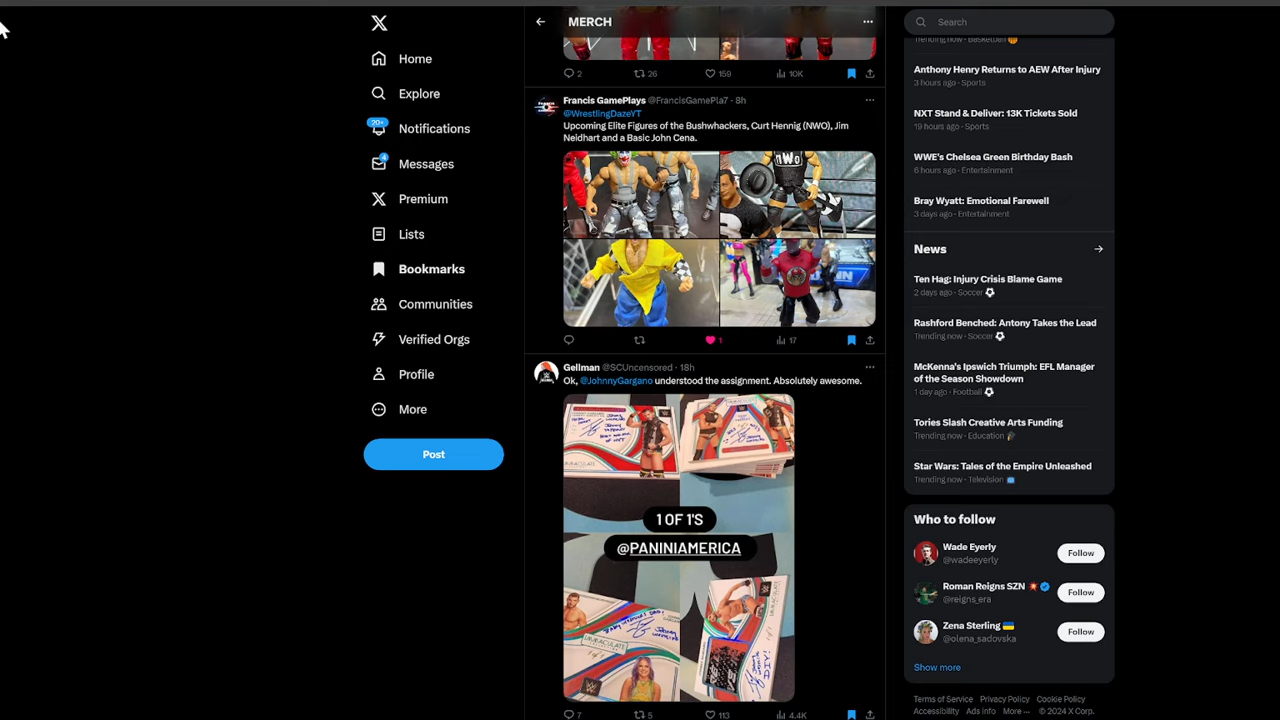 MERCH
Search
Home
Explore
20+
Notifications
4
Messages
Premium
Lists
Bookmarks
Communities
Verified Orgs
Profile
More
Post
2 26 159 10K
Francis GamePlays @FrancisGamePla7 · 8h
@WrestlingDazeYT
Upcoming Elite Figures of the Bushwhackers, Curt Hennig (NWO), Jim
Neidhart and a Basic John Cena.
nWo
1 17
Gellman @SCUncensored · 18h
Ok, @JohnnyGargano understood the assignment. Absolutely awesome.
IMMACULATE
1 OF 1'S
@PANINIAMERICA
7 5 113 4.4K
Trending now · Basketball
Anthony Henry Returns to AEW After Injury
3 hours ago · Sports
NXT Stand & Deliver: 13K Tickets Sold
19 hours ago · Sports
WWE's Chelsea Green Birthday Bash
6 hours ago · Entertainment
Bray Wyatt: Emotional Farewell
3 days ago · Entertainment
News
Ten Hag: Injury Crisis Blame Game
2 days ago · Soccer
Rashford Benched: Antony Takes the Lead
Trending now · Soccer
McKenna's Ipswich Triumph: EFL Manager
of the Season Showdown
1 day ago · Football
Tories Slash Creative Arts Funding
Trending now · Education
Star Wars: Tales of the Empire Unleashed
Trending now · Television
Who to follow
Wade Eyerly
@wadeeyerly
Follow
Roman Reigns SZN
@reigns_era
Follow
Zena Sterling
@olena_sadovska
Follow
Show more
Terms of Service Privacy Policy Cookie Policy
Accessibility Ads info More ··· © 2024 X Corp.